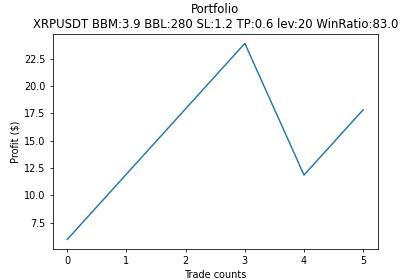 Portfolio
XRPUSDT BBM:3.9 BBL:280 SL:1.2 TP:0.6 lev:20 WinRatio:83.0
22.5
20.0
17.5
15.0
12.5
10.0
7.5
Profit ($)
0 1 2 3 4 5
Trade counts